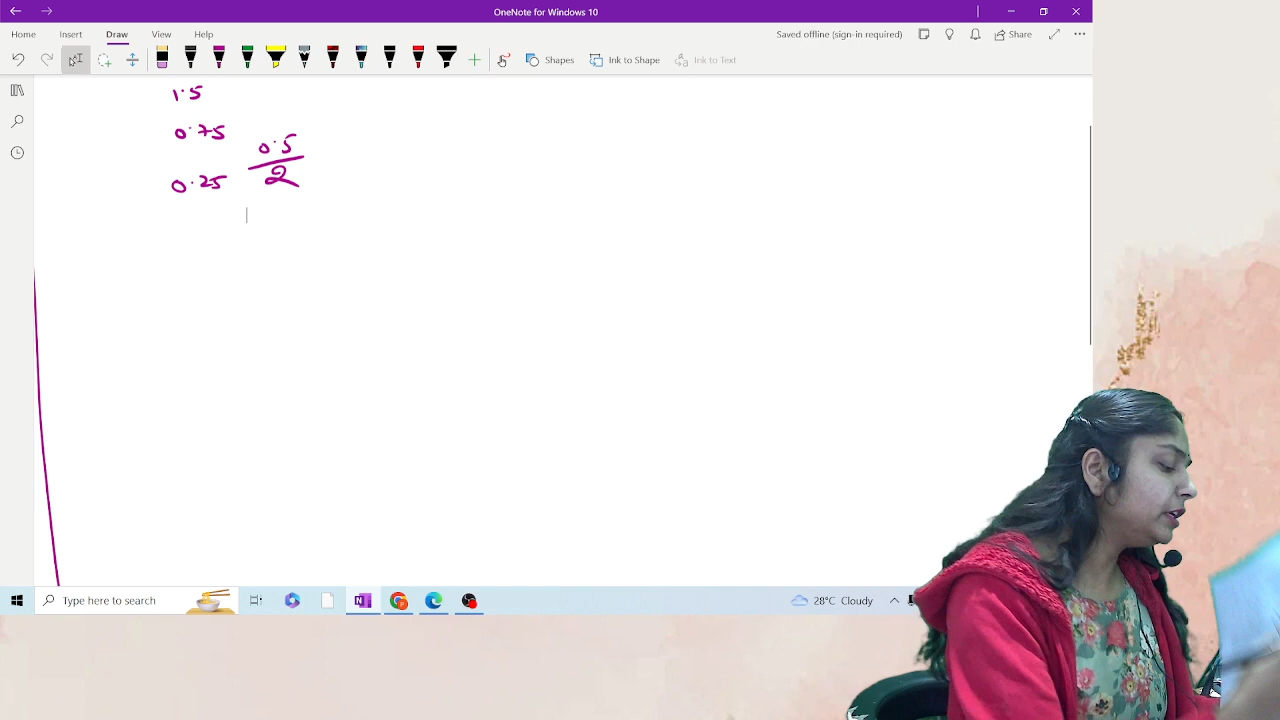 OneNote for Windows 10
Home Insert Draw View Help
Saved offline (sign-in required) Share
Shapes Ink to Shape Ink to Text
1.5
0.75
0.5
2
0.25
Type here to search
28°C Cloudy